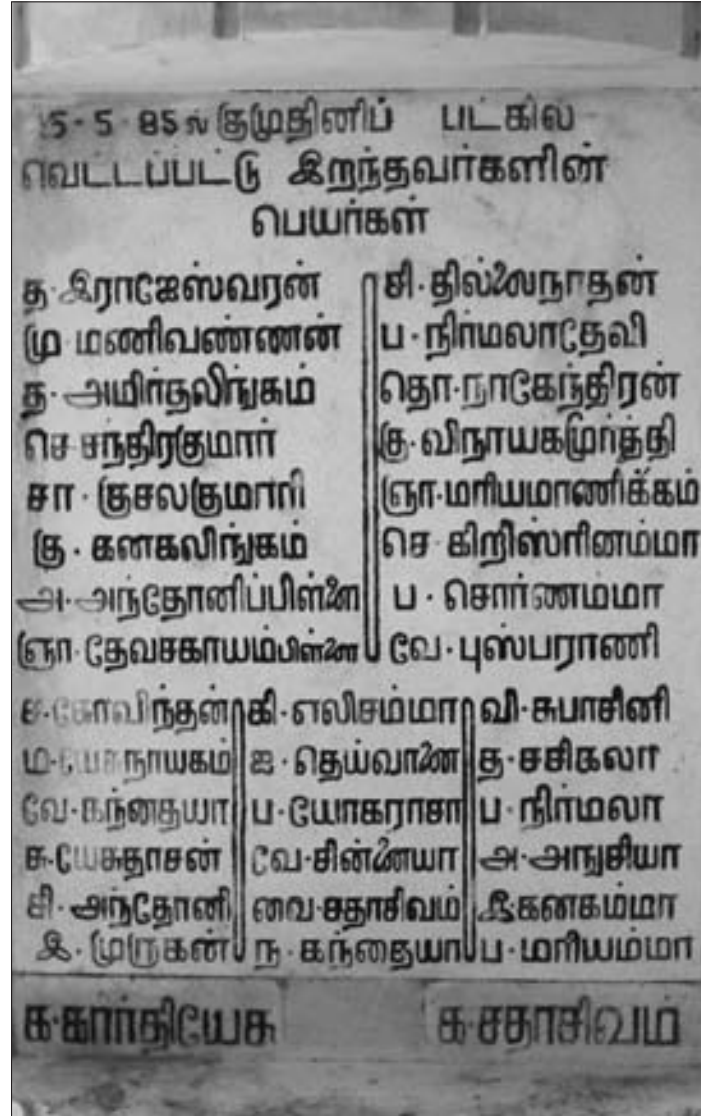 15-5-85ல் குமுதினிப் படகில
வெட்டப்பட்டு இறந்தவர்களின்
பெயர்கள்
த.இராஜேஸ்வரன்
மு.மணிவண்ணன்
த.அமிர்தலிங்கம்
செ.சந்திரகுமார்
சா.குசலகுமாரி
கு.கனகலிங்கம்
அ.அந்தோனிப்பிள்ளை
ஞா.தேவசகாயம்பிள்ளை
சி.தில்லைநாதன்
ப.நிர்மலாதேவி
தொ.நாகேந்திரன்
கு.விநாயகமுர்த்தி
ஞா.மரியமாணிக்கம்
செ.கிறிஸ்ரினம்மா
ப.சொர்ணம்மா
வே.புஸ்பராணி
ச.கோவிந்தன்
ம.யேசுநாயகம்
வே.கந்தையா
சு.யேசுதாசன்
சி.அந்தோனி
இ.முருகன்
கி.எலிசம்மா
ஐ.தெய்வானை
ப.யோகராசா
வே.சின்னையா
வை.சதாசிவம்
ந.கந்தையா
வி.சுபாசினி
த.சசிகலா
ப.நிர்மலா
அ.அநுசியா
இ.கனகம்மா
ப.மரியம்மா
க.கார்தியேசு
க.சதாசிவம்